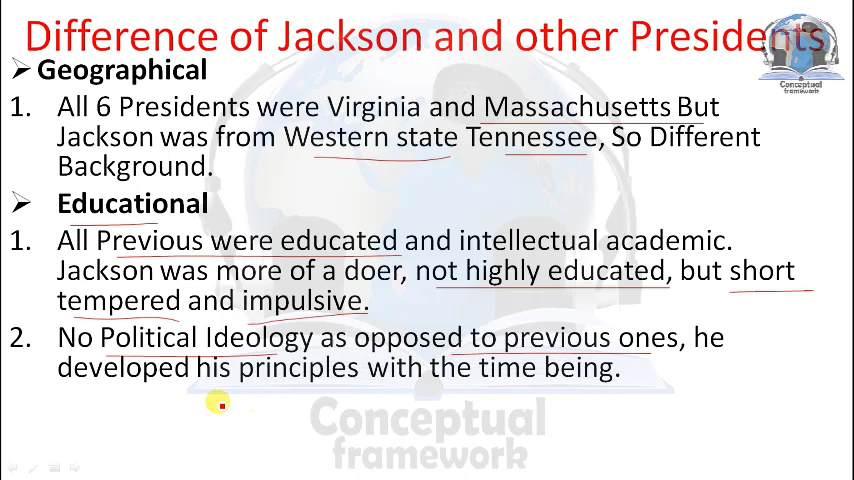 Difference of Jackson and other Presidents
Conceptual
framework
➢ Geographical
1. All 6 Presidents were Virginia and Massachusetts But
Jackson was from Western state Tennessee, So Different
Background.
➢ Educational
1. All Previous were educated and intellectual academic.
Jackson was more of a doer, not highly educated, but short
tempered and impulsive.
2. No Political Ideology as opposed to previous ones, he
developed his principles with the time being.
Conceptual
framework